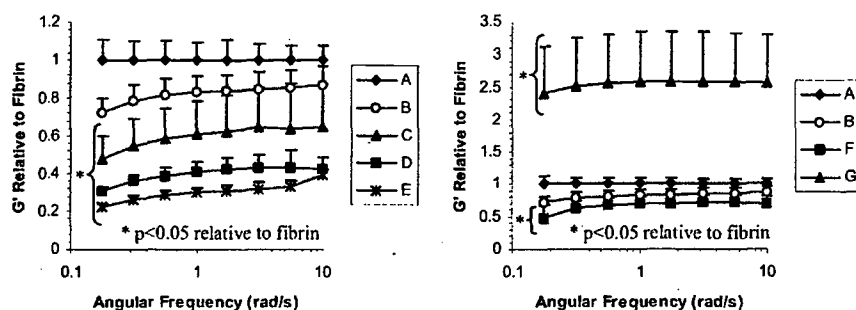 G' Relative to Fibrin
1.2
1
0.8
0.6
0.4
0.2
0
*
* p<0.05 relative to fibrin
0.1
1
10
Angular Frequency (rad/s)
A
B
C
D
E
G' Relative to Fibrin
3.5
3
2.5
2
1.5
1
0.5
0
*
*
* p<0.05 relative to fibrin
0.1
1
10
Angular Frequency (rad/s)
A
B
F
G